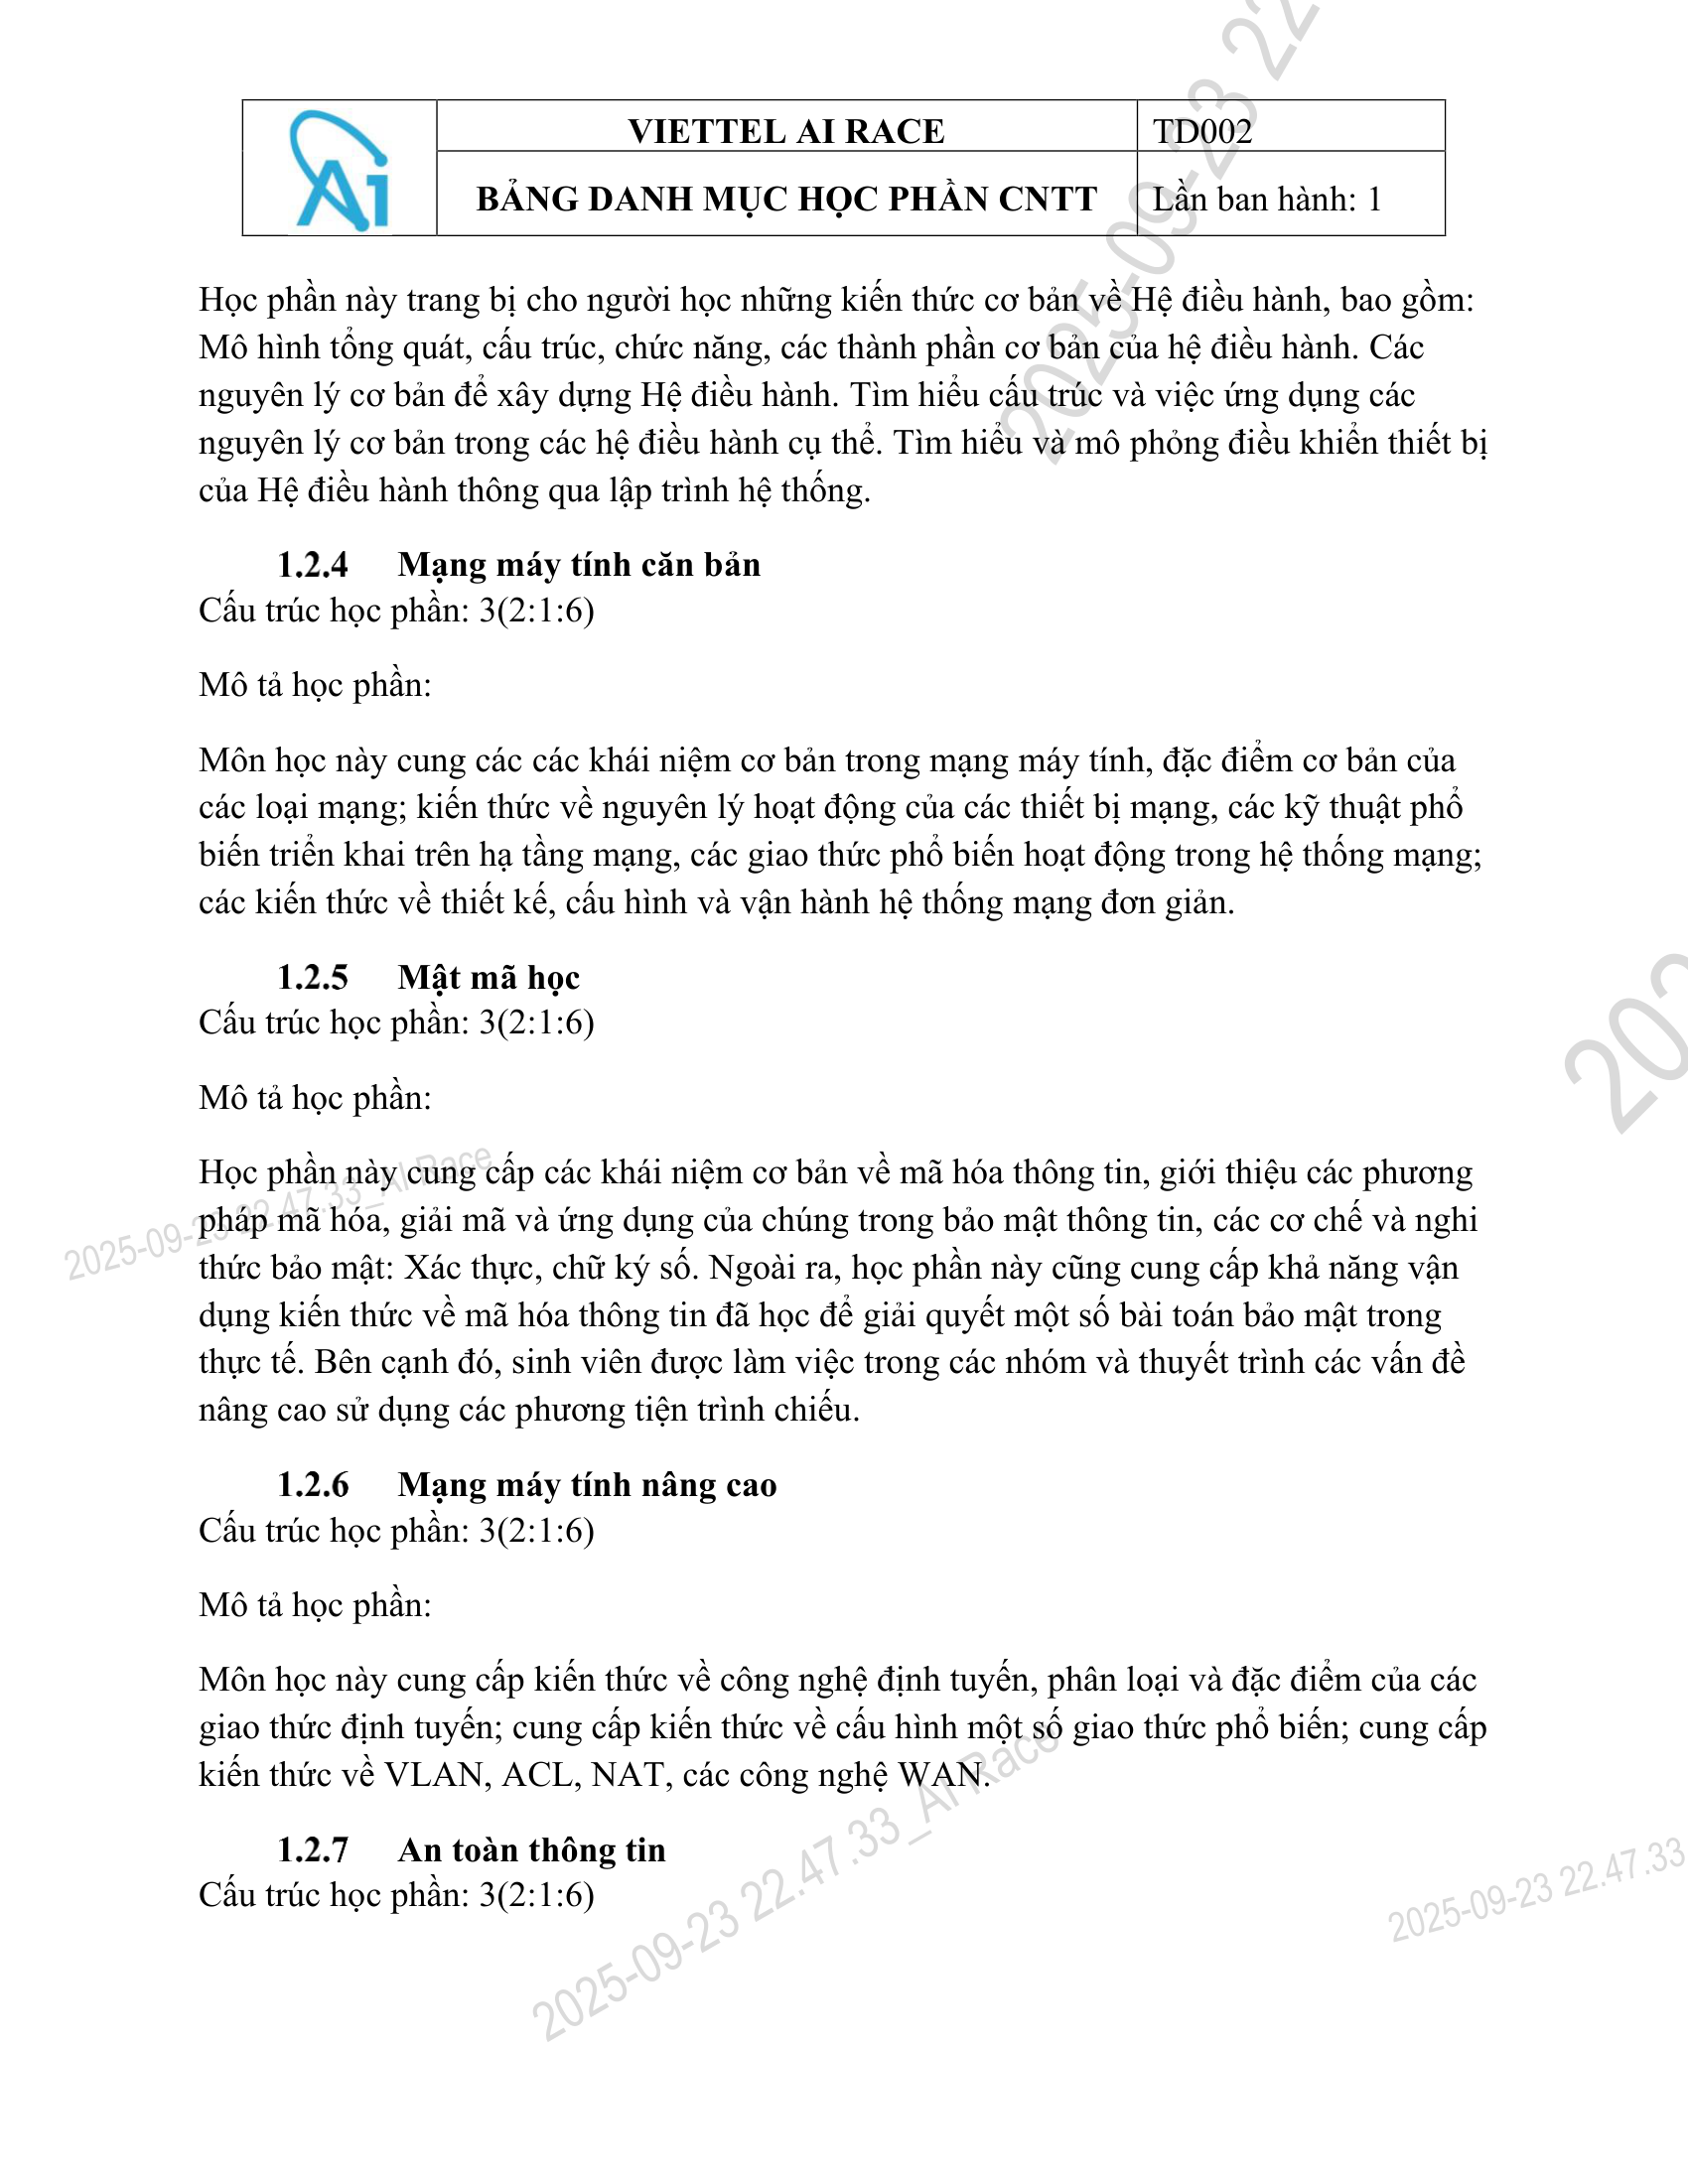 VIETTEL AI RACE
TD002
BẢNG DANH MỤC HỌC PHẦN CNTT
Lần ban hành: 1
Ai
Học phần này trang bị cho người học những kiến thức cơ bản về Hệ điều hành, bao gồm:
Mô hình tổng quát, cấu trúc, chức năng, các thành phần cơ bản của hệ điều hành. Các
nguyên lý cơ bản để xây dựng Hệ điều hành. Tìm hiểu cấu trúc và việc ứng dụng các
nguyên lý cơ bản trong các hệ điều hành cụ thể. Tìm hiểu và mô phỏng điều khiển thiết bị
của Hệ điều hành thông qua lập trình hệ thống.
1.2.4 Mạng máy tính căn bản
Cấu trúc học phần: 3(2:1:6)
Mô tả học phần:
Môn học này cung các các khái niệm cơ bản trong mạng máy tính, đặc điểm cơ bản của
các loại mạng; kiến thức về nguyên lý hoạt động của các thiết bị mạng, các kỹ thuật phổ
biến triển khai trên hạ tầng mạng, các giao thức phổ biến hoạt động trong hệ thống mạng;
các kiến thức về thiết kế, cấu hình và vận hành hệ thống mạng đơn giản.
1.2.5 Mật mã học
Cấu trúc học phần: 3(2:1:6)
Mô tả học phần:
Học phần này cung cấp các khái niệm cơ bản về mã hóa thông tin, giới thiệu các phương
pháp mã hóa, giải mã và ứng dụng của chúng trong bảo mật thông tin, các cơ chế và nghi
thức bảo mật: Xác thực, chữ ký số. Ngoài ra, học phần này cũng cung cấp khả năng vận
dụng kiến thức về mã hóa thông tin đã học để giải quyết một số bài toán bảo mật trong
thực tế. Bên cạnh đó, sinh viên được làm việc trong các nhóm và thuyết trình các vấn đề
nâng cao sử dụng các phương tiện trình chiếu.
1.2.6 Mạng máy tính nâng cao
Cấu trúc học phần: 3(2:1:6)
Mô tả học phần:
Môn học này cung cấp kiến thức về công nghệ định tuyến, phân loại và đặc điểm của các
giao thức định tuyến; cung cấp kiến thức về cấu hình một số giao thức phổ biến; cung cấp
kiến thức về VLAN, ACL, NAT, các công nghệ WAN.
1.2.7 An toàn thông tin
Cấu trúc học phần: 3(2:1:6)
2025-09-23 22
202
2025-09-23 22.47.33_AI Race
2025-09-23 22.47.33_AI Race
2025-09-23 22.47.33